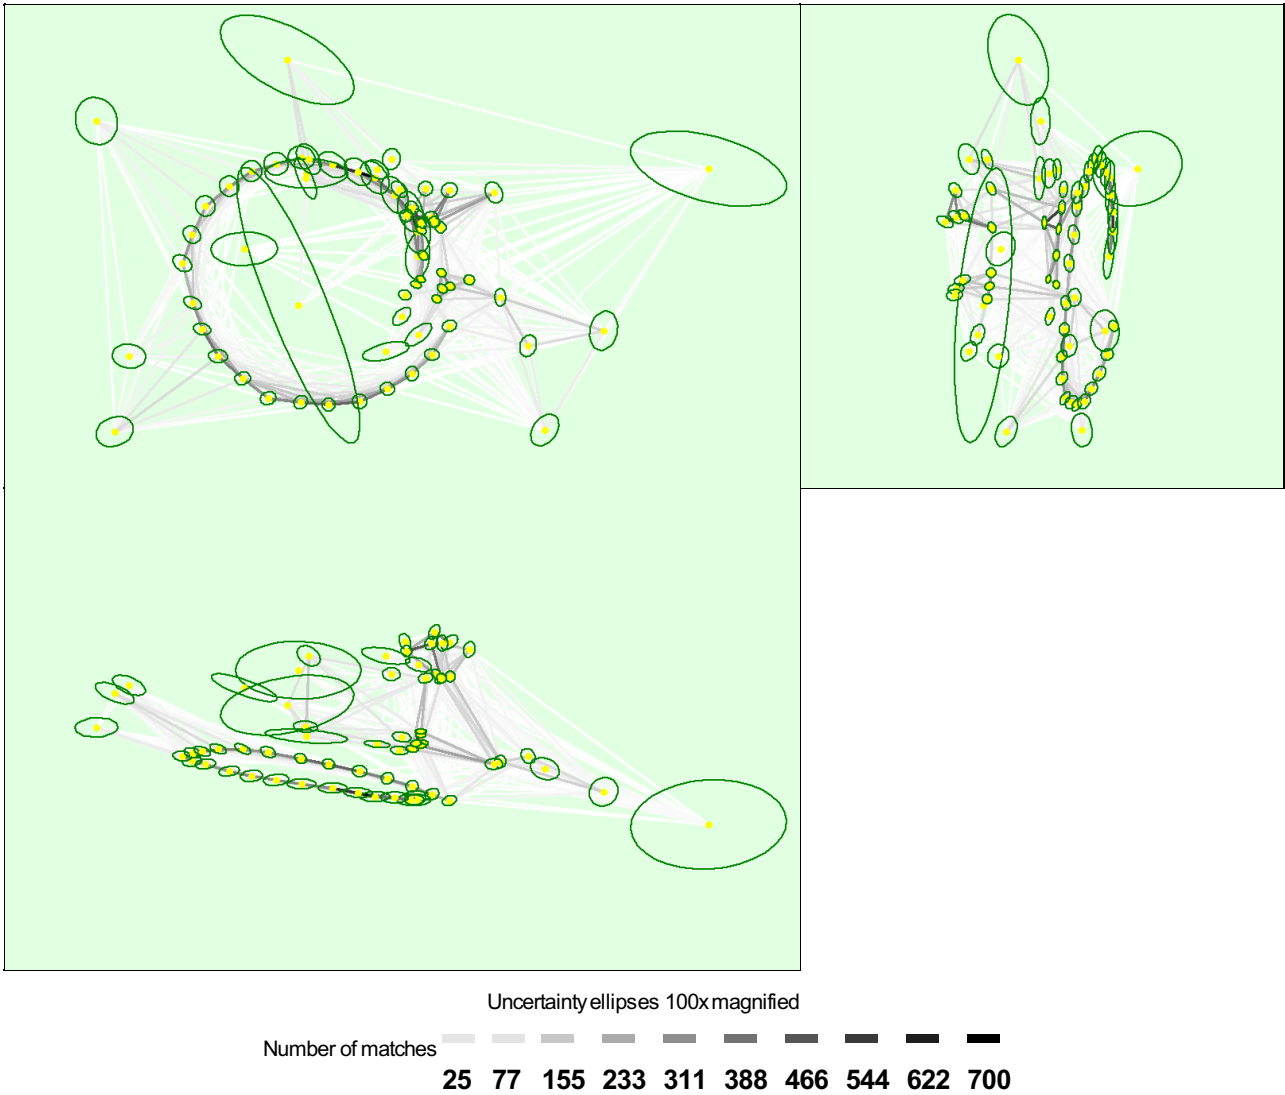 Uncertainty ellipses 100x magnified
Number of matches
25 77 155 233 311 388 466 544 622 700